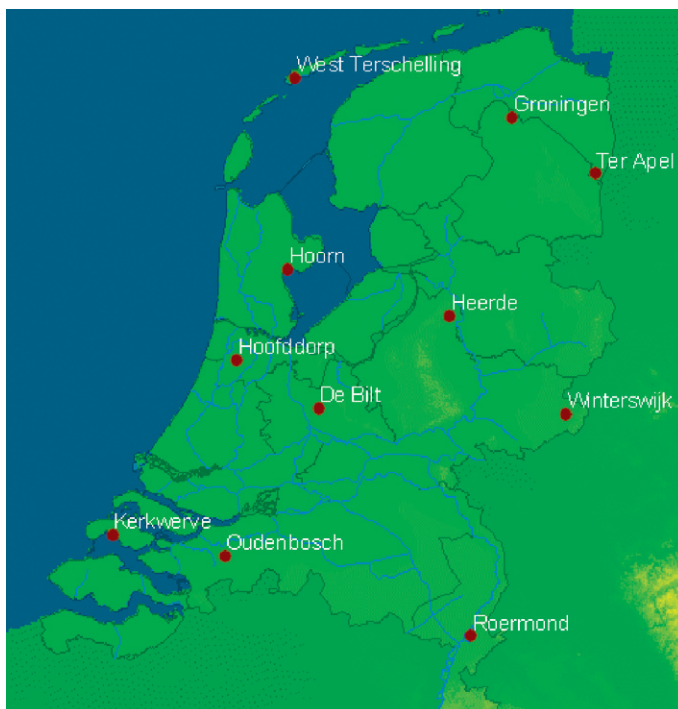 West Terschelling
Groningen
Ter Apel
Hoorn
Heerde
Hoofddorp
De Bilt
Winterswijk
Kerkwerve
Oudenbosch
Roermond